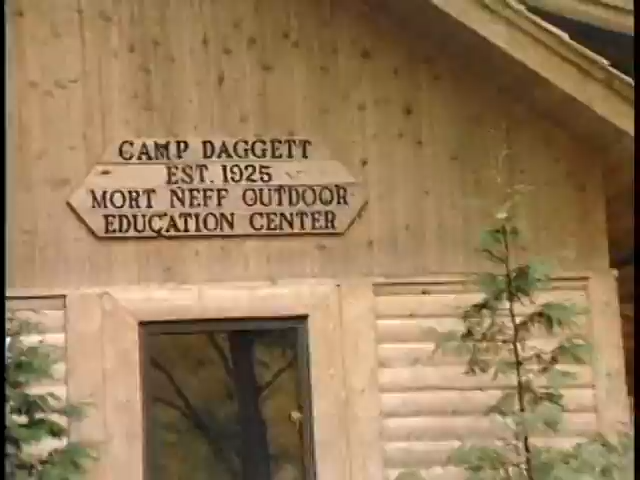 CAMP DAGGETT
EST. 1925
MORT NEFF OUTDOOR
EDUCATION CENTER